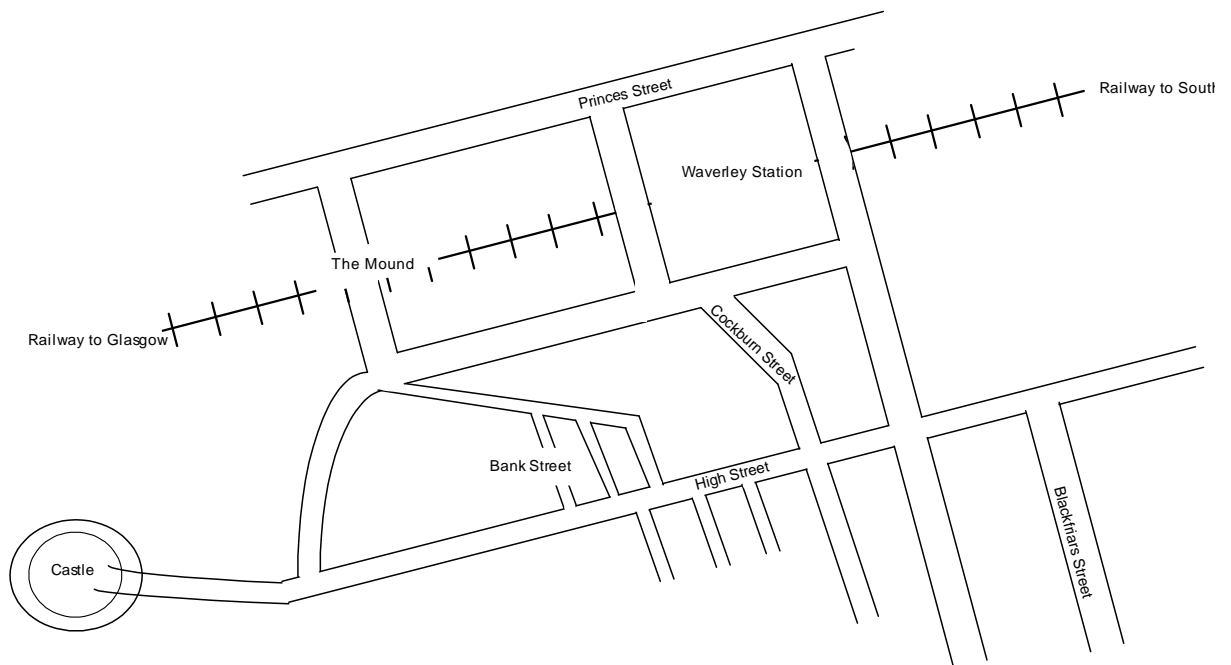 Princes Street
Railway to South
Waverley Station
The Mound
Railway to Glasgow
Cockburn Street
Bank Street
High Street
Blackfriars Street
Castle